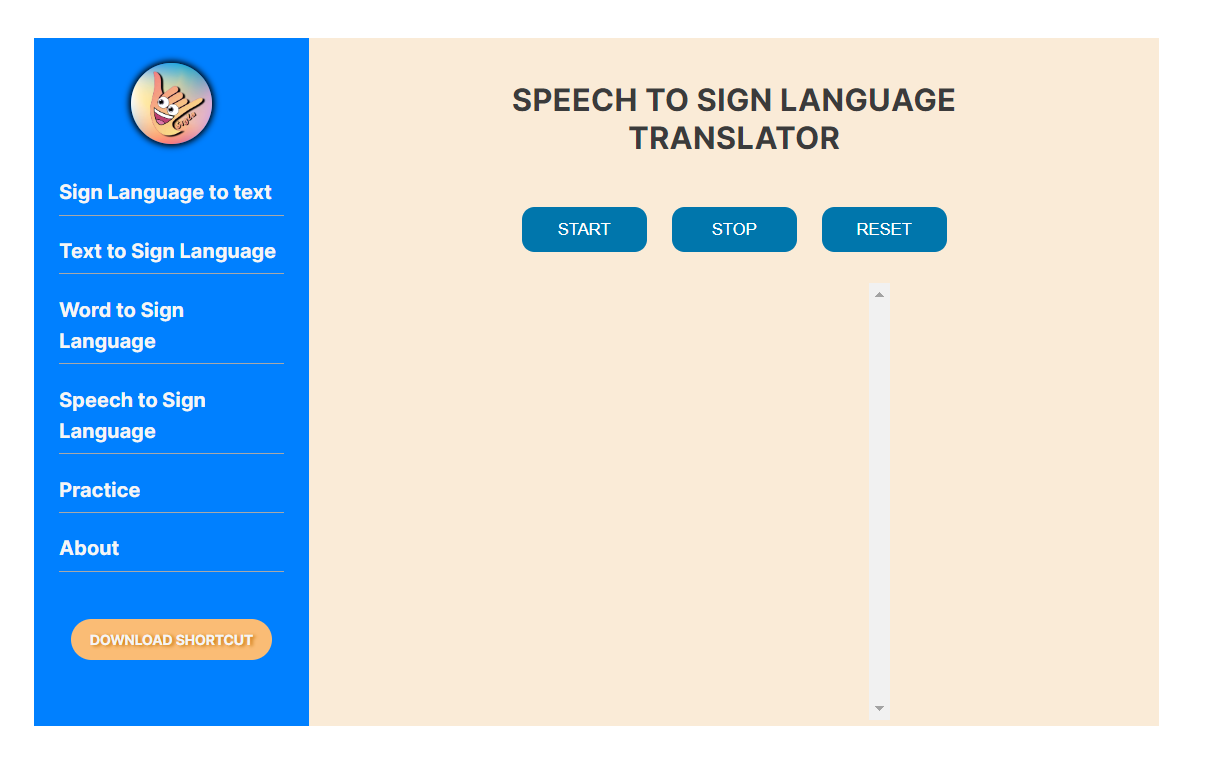 Sign Language to text
Text to Sign Language
Word to Sign
Language
Speech to Sign
Language
Practice
About
DOWNLOAD SHORTCUT
SPEECH TO SIGN LANGUAGE
TRANSLATOR
START STOP RESET